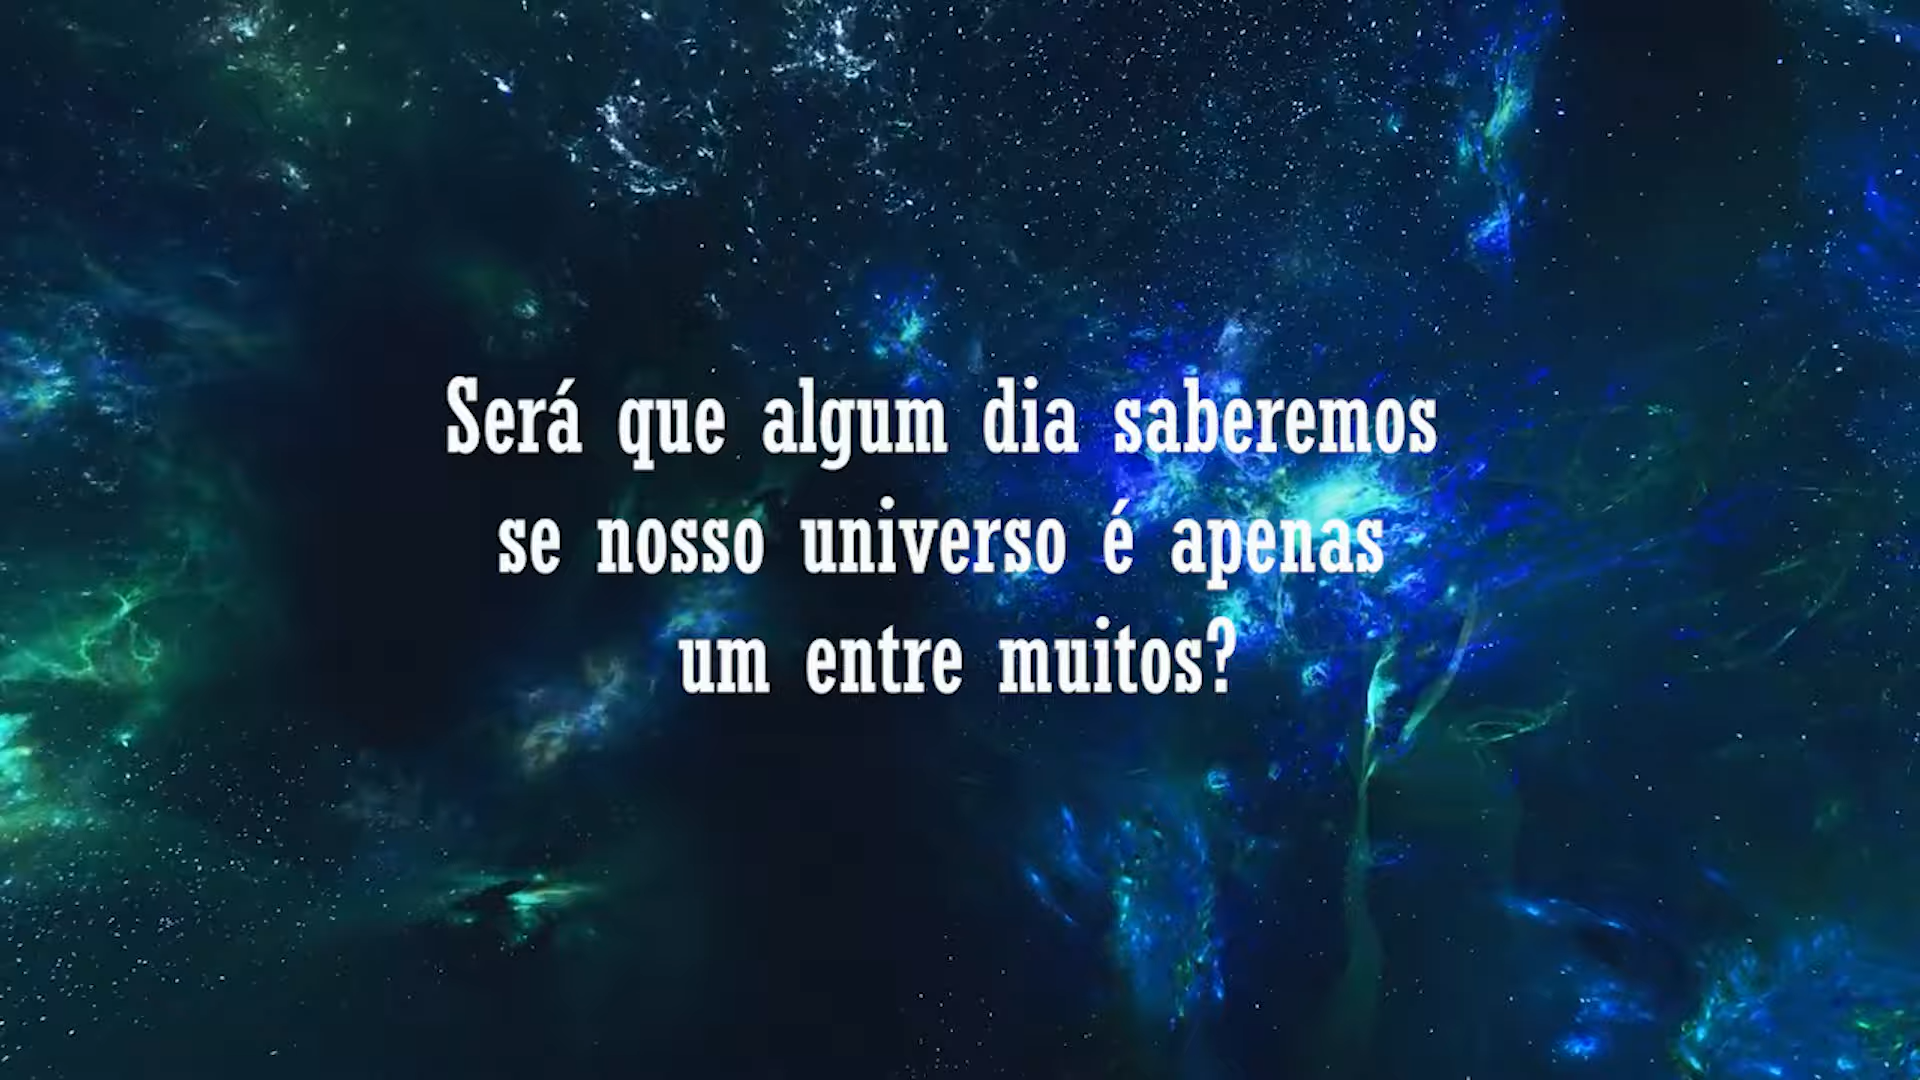 Será que algum dia saberemos
se nosso universo é apenas
um entre muitos?